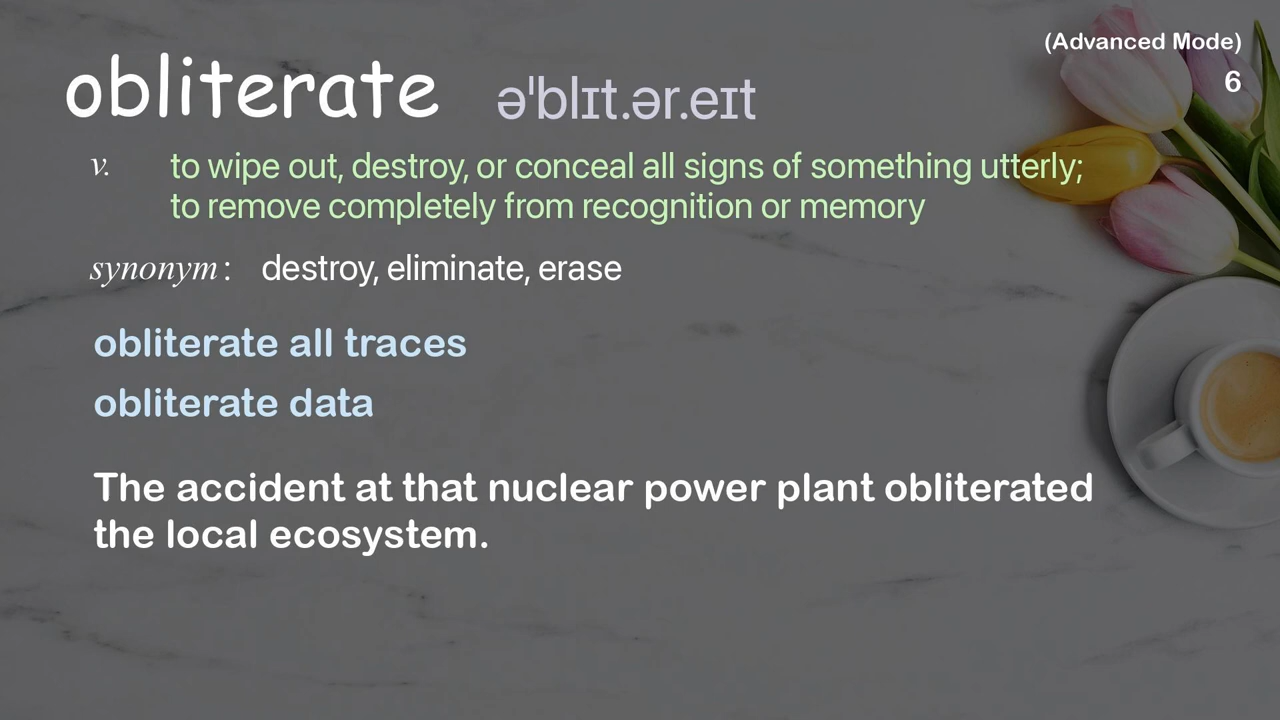 (Advanced Mode)
6
obliterate əˈblɪt.ər.eɪt
v. to wipe out, destroy, or conceal all signs of something utterly;
to remove completely from recognition or memory
synonym : destroy, eliminate, erase
obliterate all traces
obliterate data
The accident at that nuclear power plant obliterated
the local ecosystem.